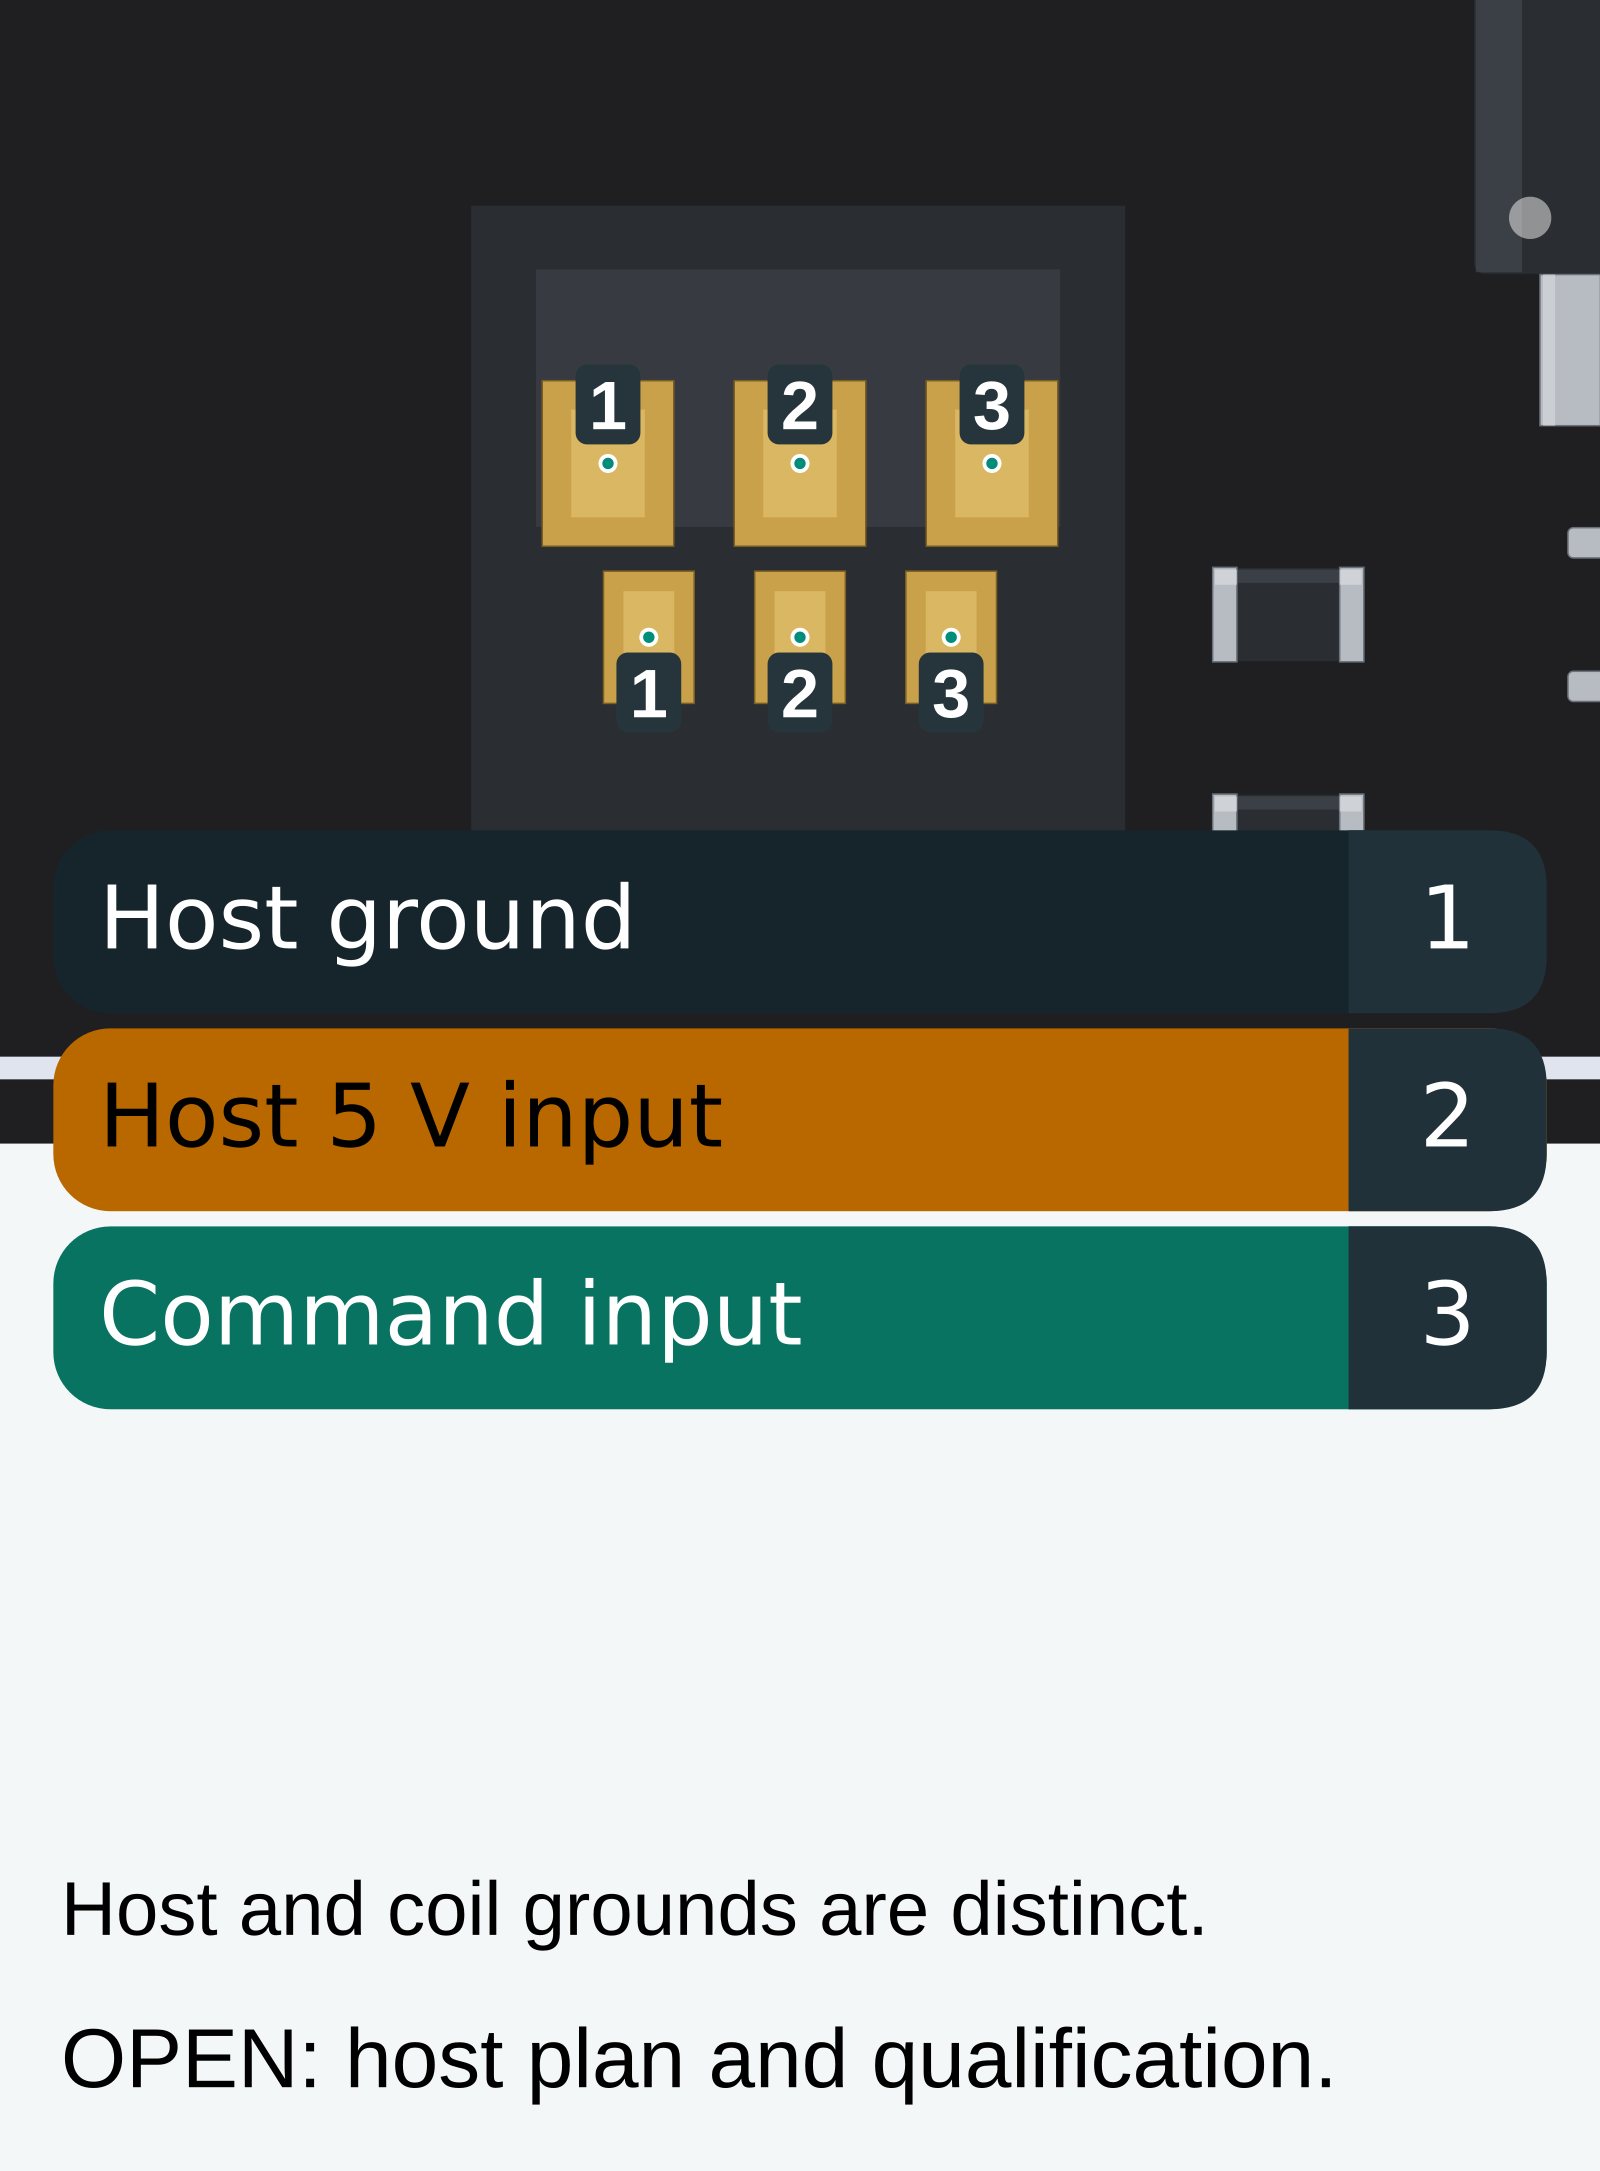 1 2 3
1 2 3
Host ground 1
Host 5 V input 2
Command input 3
Host and coil grounds are distinct.
OPEN: host plan and qualification.